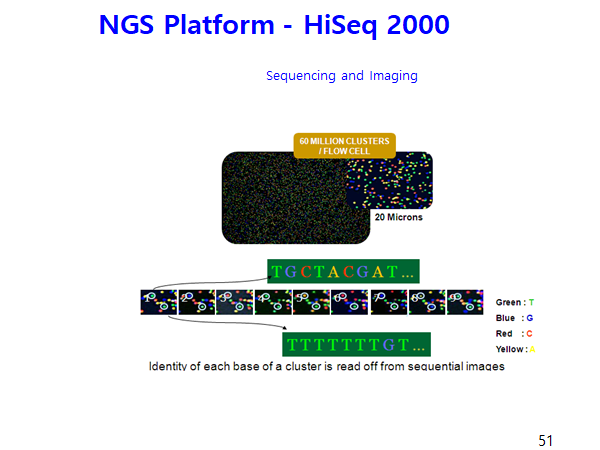 NGS Platform - HiSeq 2000
Sequencing and Imaging
60 MILLION CLUSTERS
/ FLOW CELL
20 Microns
TGCTACGAT...
1 2 3 4 5 6 7 8 9
Green : T
Blue : G
Red : C
Yellow : A
TTTTTTTGT...
Identity of each base of a cluster is read off from sequential images
51